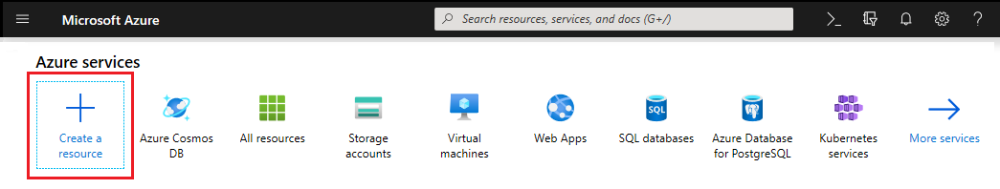 Microsoft Azure
Search resources, services, and docs (G+/)
Azure services
Create a
resource
Azure Cosmos
DB
All resources
Storage
accounts
Virtual
machines
Web Apps
SQL
SQL databases
Azure Database
for PostgreSQL
Kubernetes
services
More services